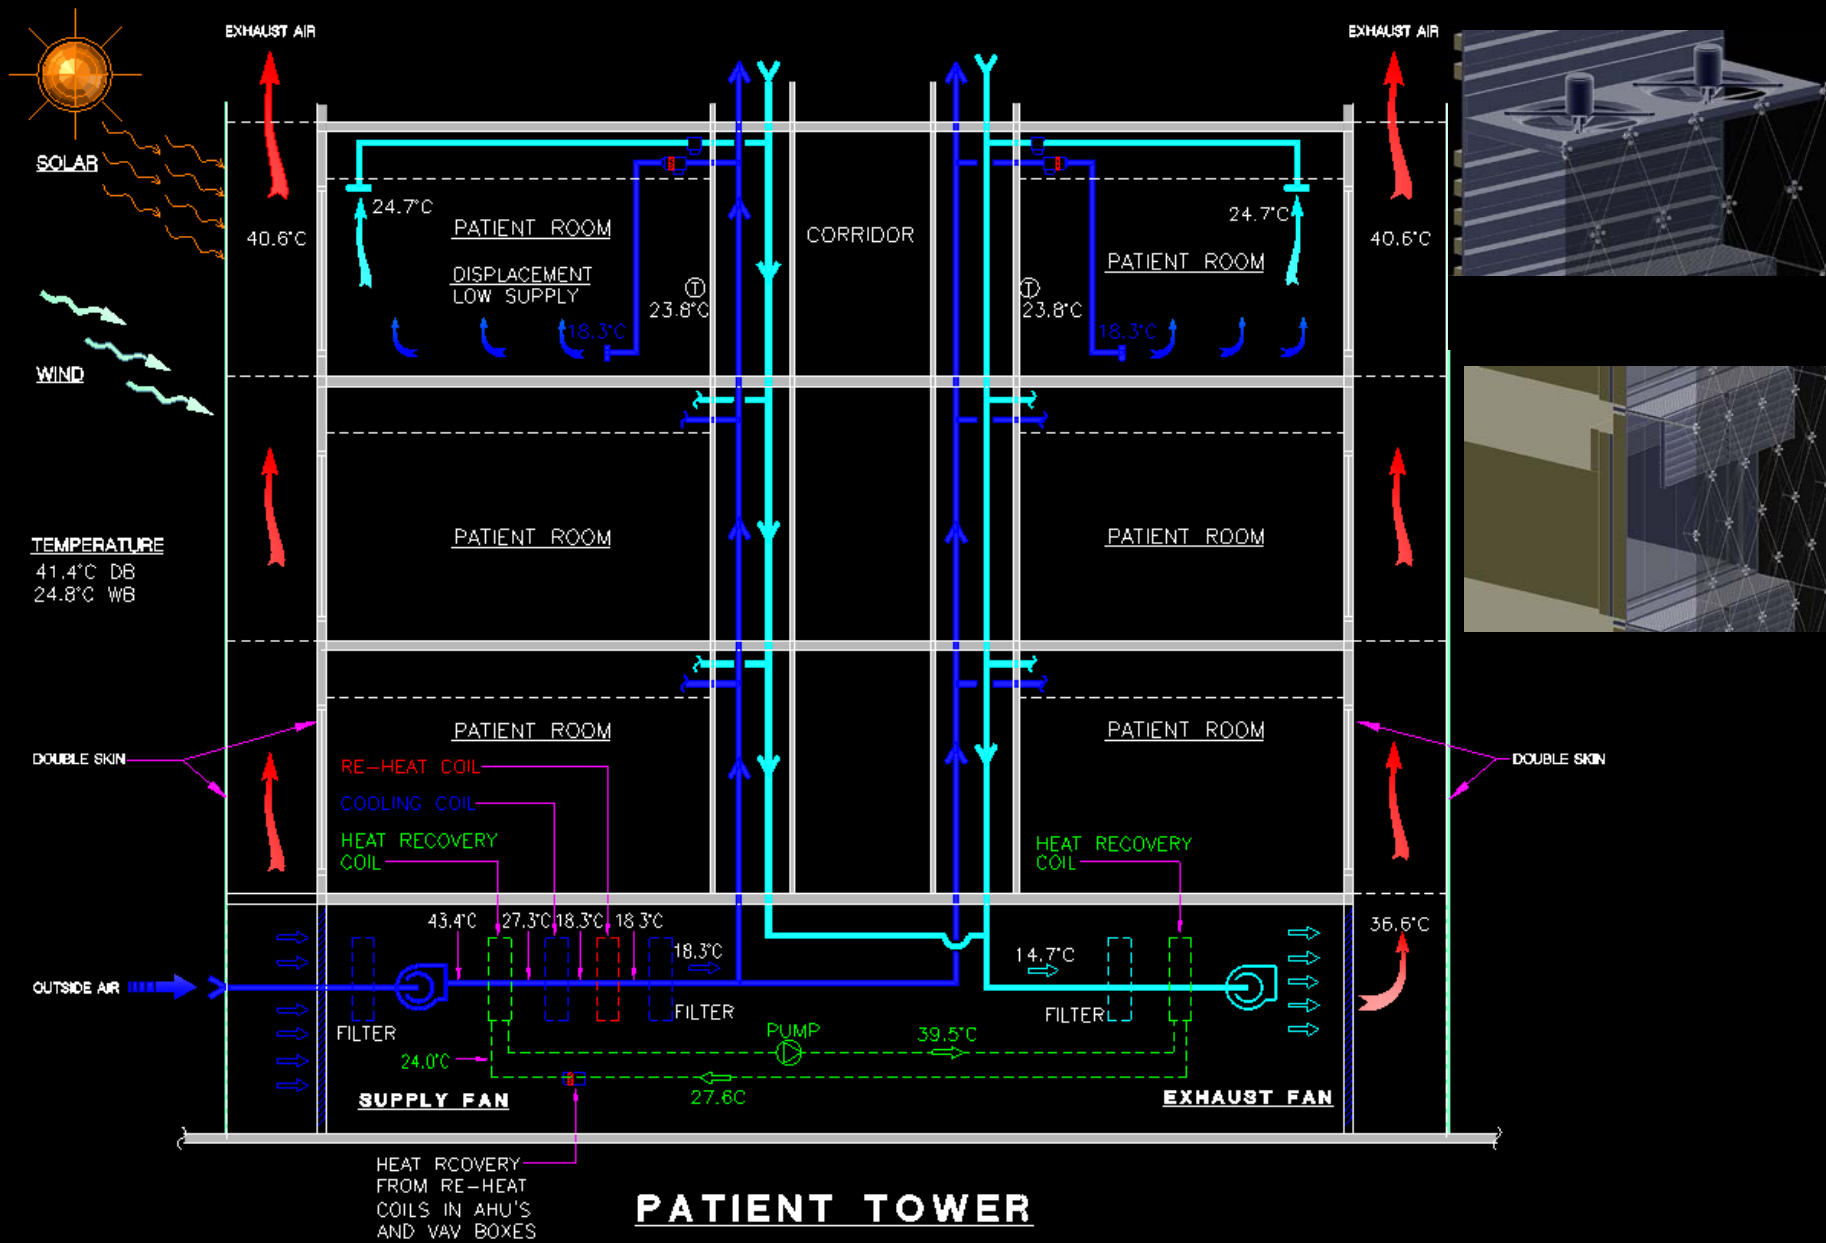 EXHAUST AIR
EXHAUST AIR
SOLAR
40.6°C
24.7°C
PATIENT ROOM
DISPLACEMENT
LOW SUPPLY
18.3°C
T
23.8°C
CORRIDOR
T
23.8°C
18.3°C
PATIENT ROOM
24.7°C
40.6°C
WIND
TEMPERATURE
41.4°C DB
24.8°C WB
PATIENT ROOM
PATIENT ROOM
PATIENT ROOM
PATIENT ROOM
DOUBLE SKIN
DOUBLE SKIN
RE-HEAT COIL
COOLING COIL
HEAT RECOVERY
COIL
HEAT RECOVERY
COIL
43.4°C
27.3°C
18.3°C
18.3°C
18.3°C
14.7°C
36.6°C
OUTSIDE AIR
FILTER
FILTER
FILTER
PUMP
39.5°C
24.0°C
27.6C
SUPPLY FAN
EXHAUST FAN
HEAT RCOVERY
FROM RE-HEAT
COILS IN AHU'S
AND VAV BOXES
PATIENT TOWER